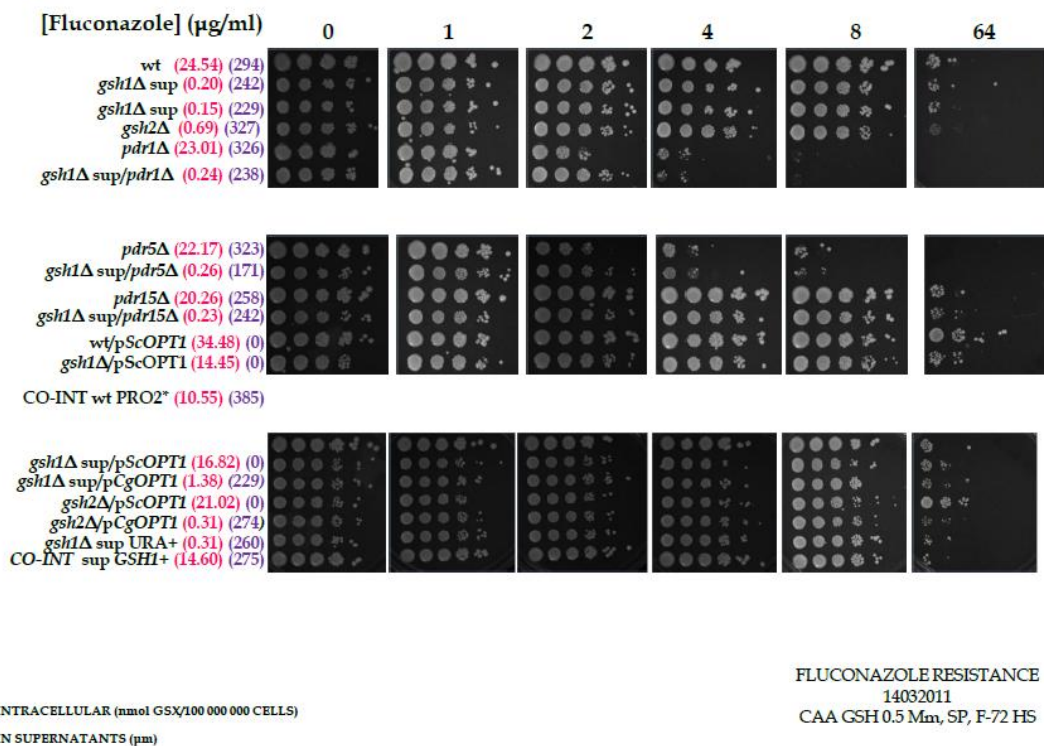 [Fluconazole] (µg/ml) 0 1 2 4 8 64
wt (24.54) (294)
gsh1Δ sup (0.20) (242)
gsh1Δ sup (0.15) (229)
gsh2Δ (0.69) (327)
pdr1Δ (23.01) (326)
gsh1Δ sup/pdr1Δ (0.24) (238)
pdr5Δ (22.17) (323)
gsh1Δ sup/pdr5Δ (0.26) (171)
pdr15Δ (20.26) (258)
gsh1Δ sup/pdr15Δ (0.23) (242)
wt/pScOPT1 (34.48) (0)
gsh1Δ/pScOPT1 (14.45) (0)
CO-INT wt PRO2* (10.55) (385)
gsh1Δ sup/pScOPT1 (16.82) (0)
gsh1Δ sup/pCgOPT1 (1.38) (229)
gsh2Δ/pScOPT1 (21.02) (0)
gsh2Δ/pCgOPT1 (0.31) (274)
gsh1Δ sup URA+ (0.31) (260)
CO-INT sup GSH1+ (14.60) (275)
FLUCONAZOLE RESISTANCE
14032011
CAA GSH 0.5 Mm, SP, F-72 HS
NTRACELLULAR (nmol GSX/100 000 000 CELLS)
N SUPERNATANTS (µm)